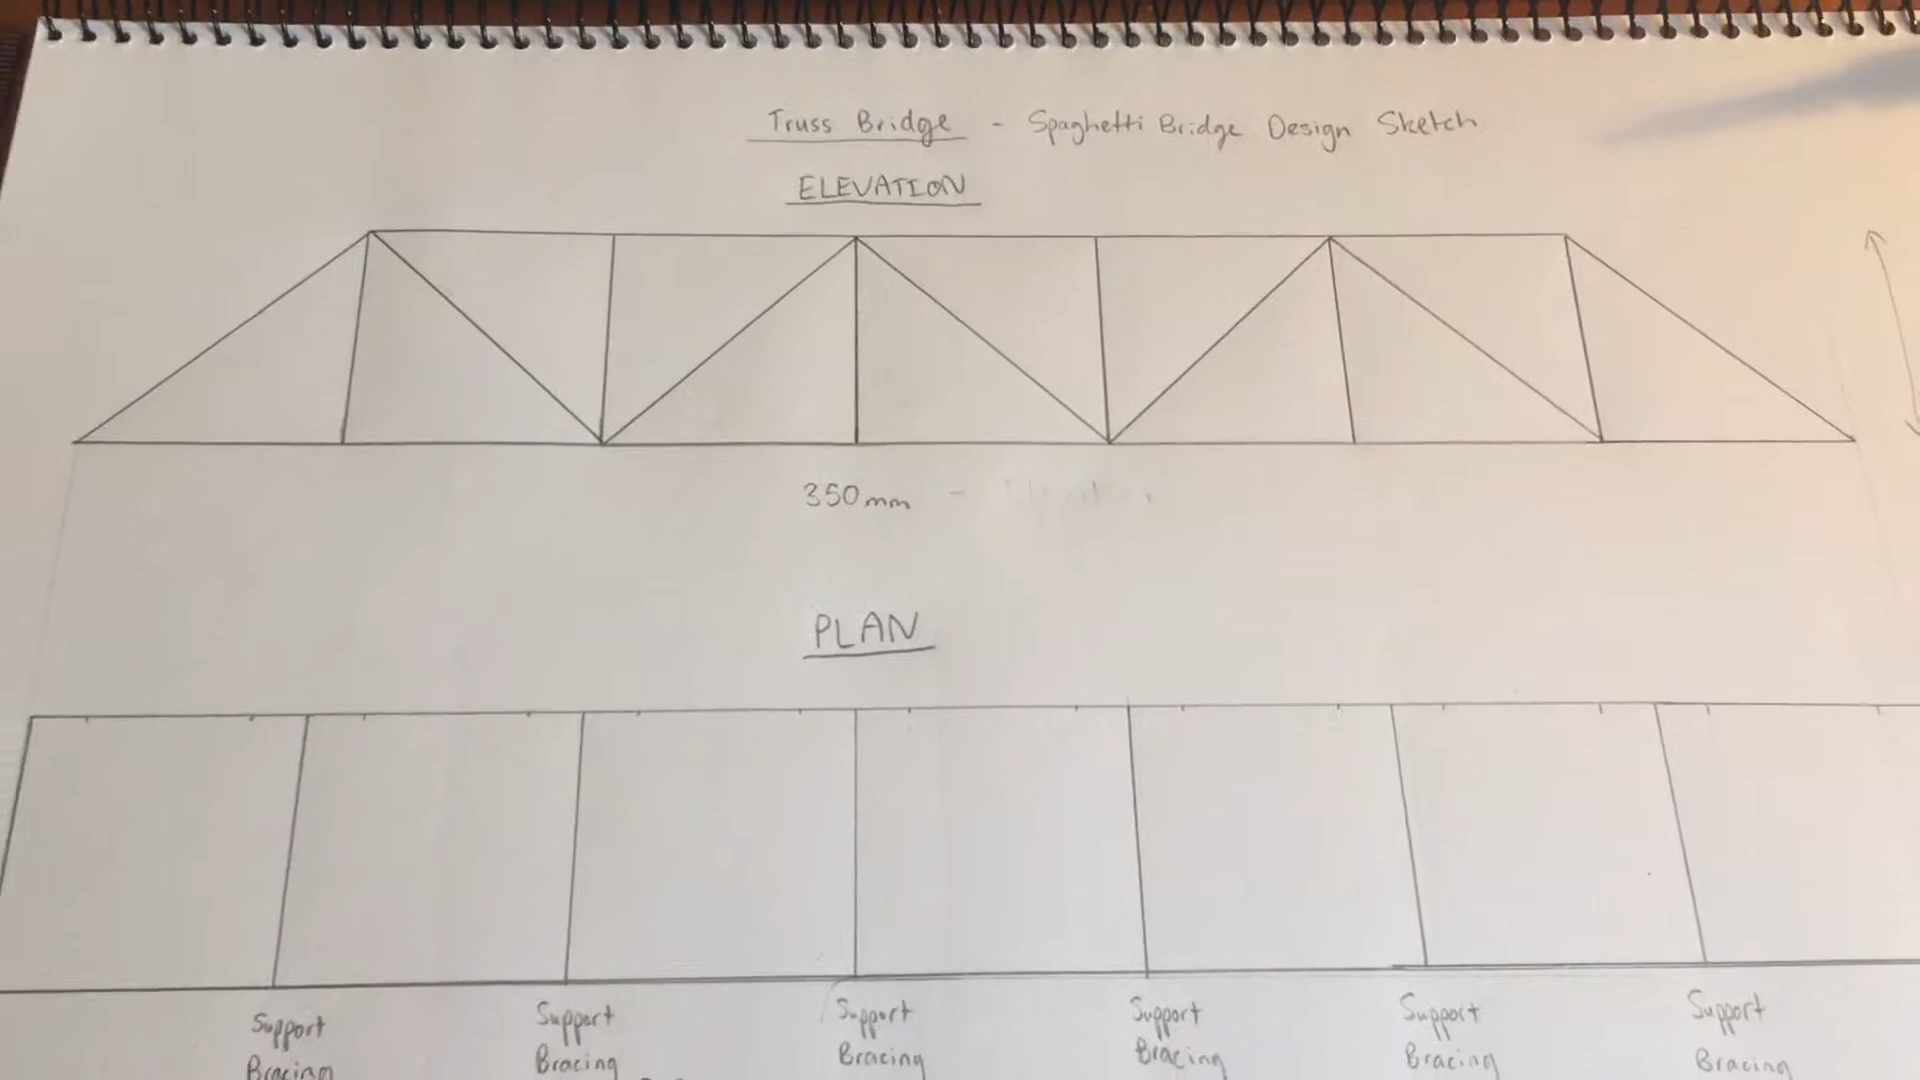 Truss Bridge - Spaghetti Bridge Design Sketch
ELEVATION
350mm -
PLAN
Support Bracing
Support Bracing
Support Bracing
Support Bracing
Support Bracing
Support Bracing